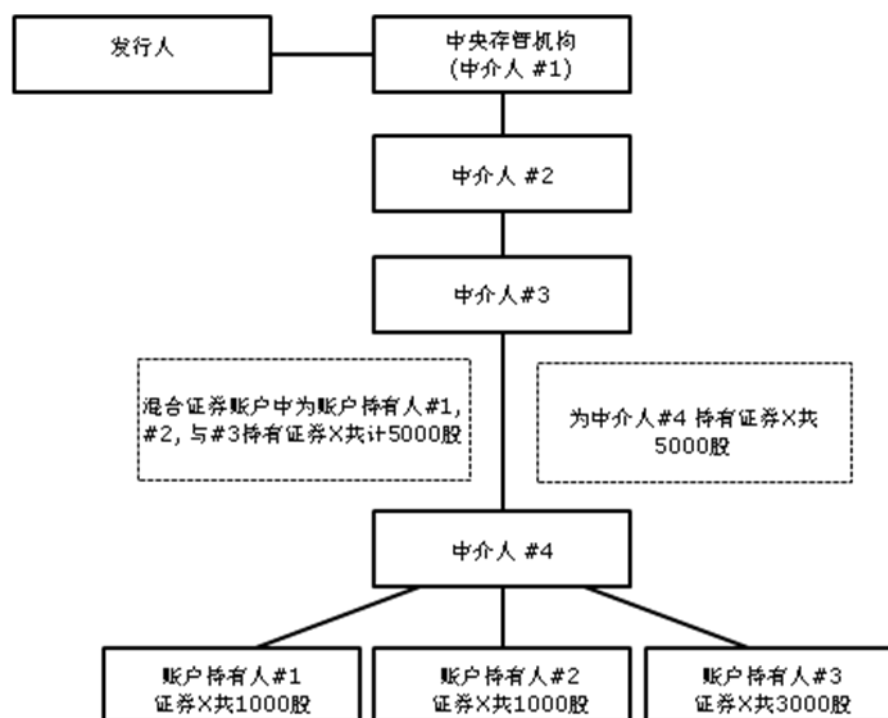 发行人
中央存管机构
(中介人 #1)
中介人 #2
中介人#3
混合证券账户中为账户持有人#1,
#2, 与#3持有证券X共计5000股
为中介人#4 持有证券X共
5000股
中介人 #4
账户持有人#1
证券X共1000股
账户持有人#2
证券X共1000股
账户持有人#3
证券X共3000股